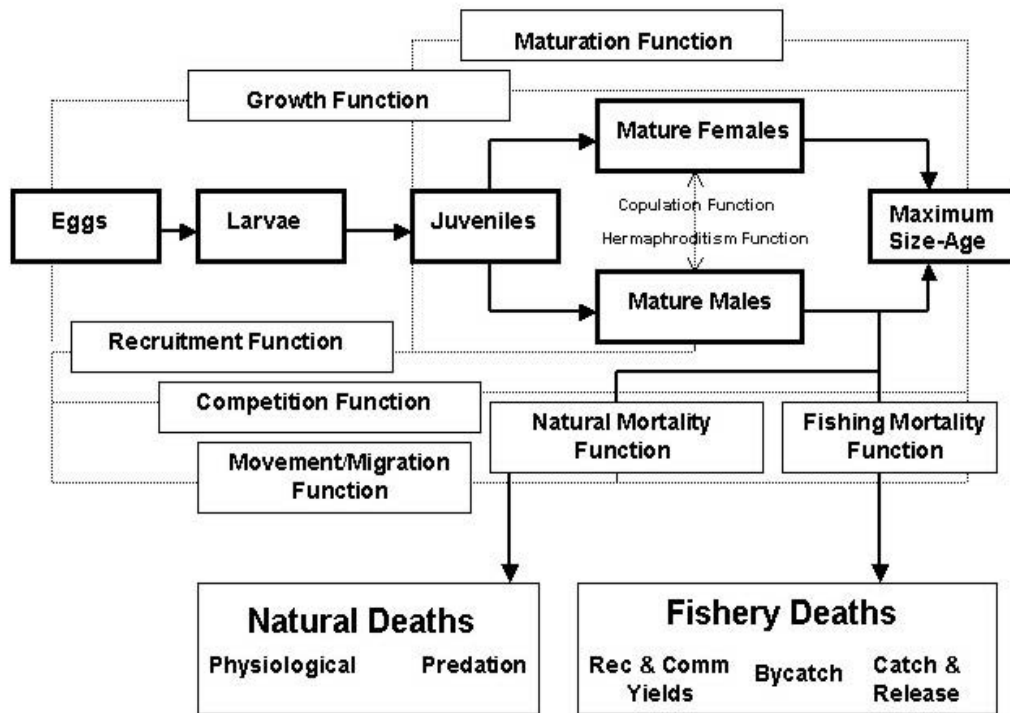 Maturation Function
Growth Function
Mature Females
Eggs
Larvae
Juveniles
Copulation Function
Hermaphroditism Function
Maximum
Size-Age
Mature Males
Recruitment Function
Competition Function
Natural Mortality
Function
Fishing Mortality
Function
Movement/Migration
Function
Natural Deaths
Physiological
Predation
Fishery Deaths
Rec & Comm
Yields
Bycatch
Catch &
Release